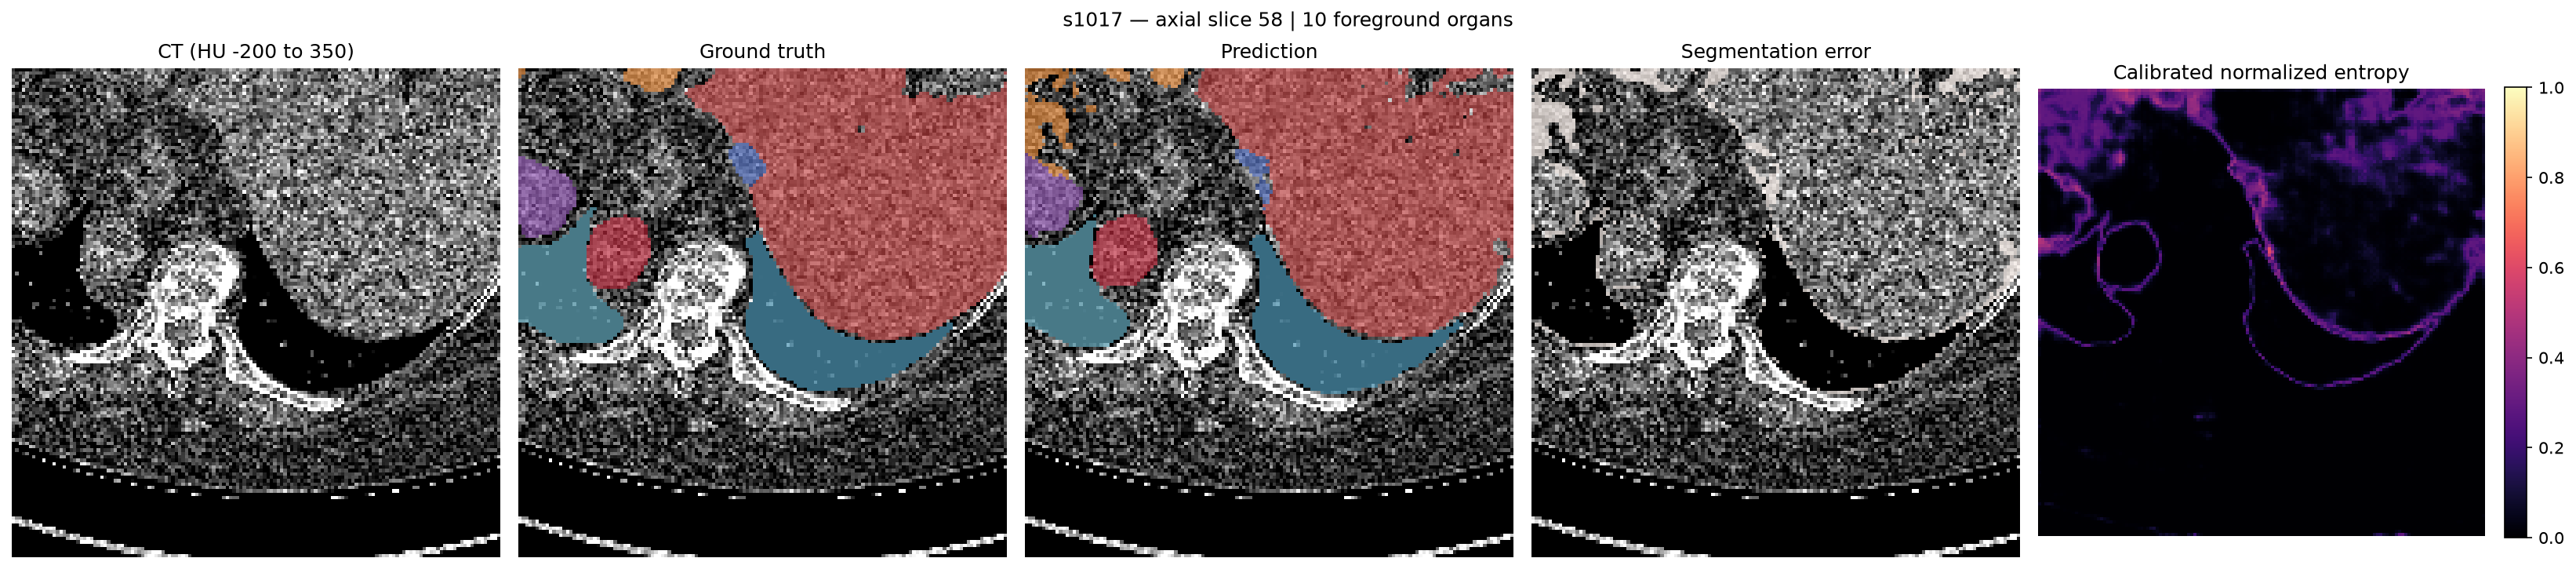 s1017 — axial slice 58 | 10 foreground organs
CT (HU -200 to 350)
Ground truth
Prediction
Segmentation error
Calibrated normalized entropy
1.0
0.8
0.6
0.4
0.2
0.0